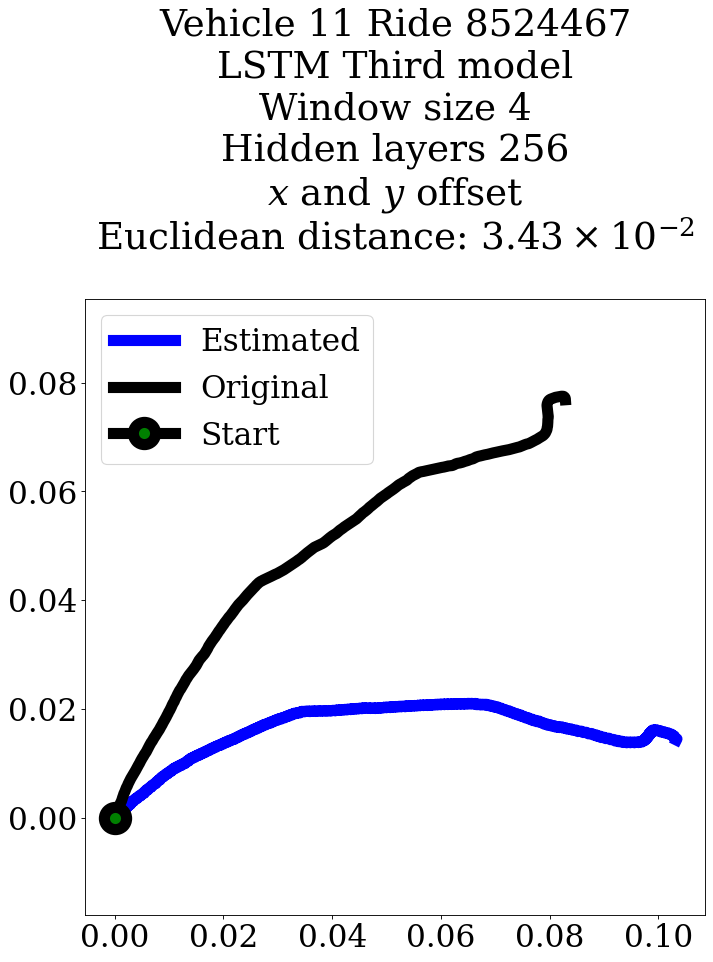 Vehicle 11 Ride 8524467
LSTM Third model
Window size 4
Hidden layers 256
x and y offset
Euclidean distance: 3.43 × 10⁻²
Estimated
Original
Start
0.08
0.06
0.04
0.02
0.00
0.00 0.02 0.04 0.06 0.08 0.10